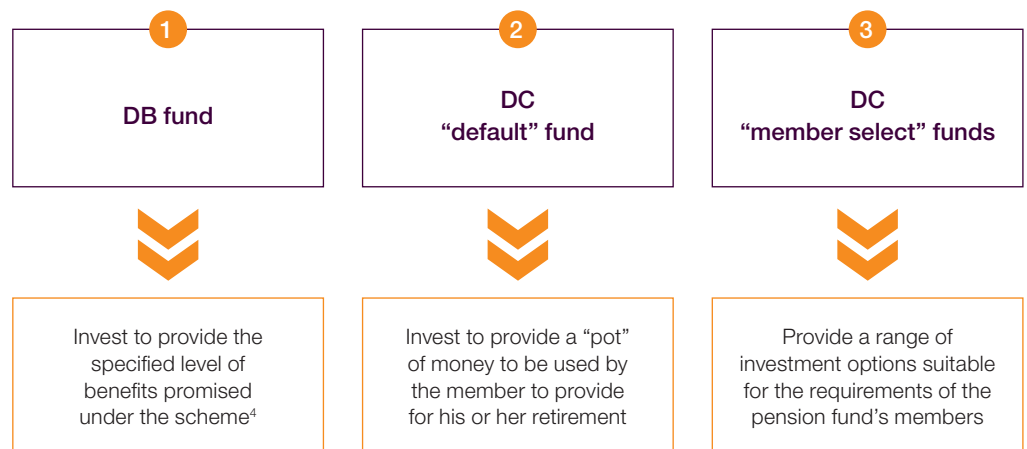 1
DB fund
Invest to provide the
specified level of
benefits promised
under the scheme⁴
2
DC
“default” fund
Invest to provide a “pot”
of money to be used by
the member to provide
for his or her retirement
3
DC
“member select” funds
Provide a range of
investment options suitable
for the requirements of the
pension fund’s members